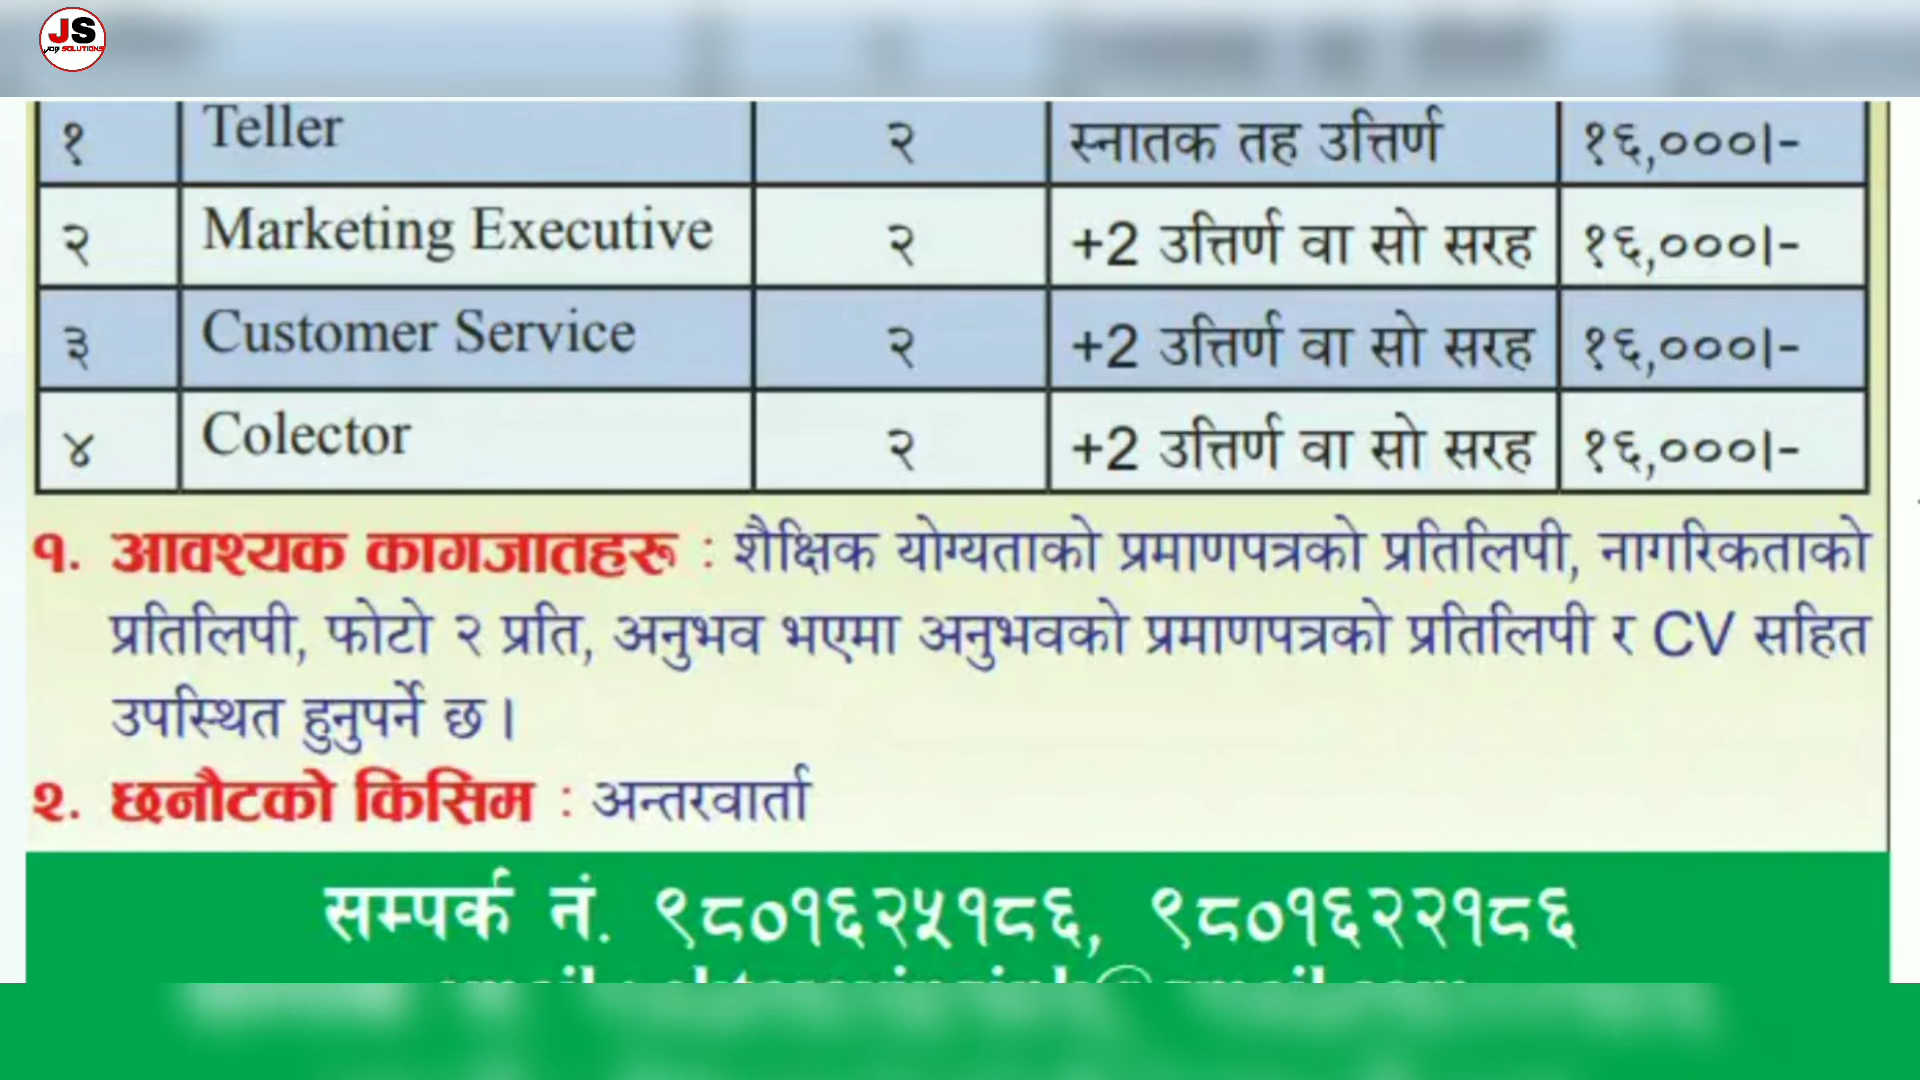 JS
JOB SOLUTIONS
१ Teller २ स्नातक तह उत्तिर्ण १६,०००।-
२ Marketing Executive २ +2 उत्तिर्ण वा सो सरह १६,०००।-
३ Customer Service २ +2 उत्तिर्ण वा सो सरह १६,०००।-
४ Colector २ +2 उत्तिर्ण वा सो सरह १६,०००।-
१. आवश्यक कागजातहरू : शैक्षिक योग्यताको प्रमाणपत्रको प्रतिलिपी, नागरिकताको
प्रतिलिपी, फोटो २ प्रति, अनुभव भएमा अनुभवको प्रमाणपत्रको प्रतिलिपी र CV सहित
उपस्थित हुनुपर्ने छ ।
२. छनौटको किसिम : अन्तरवार्ता
सम्पर्क नं. ९८०१६२५१८६, ९८०१६२२१८६